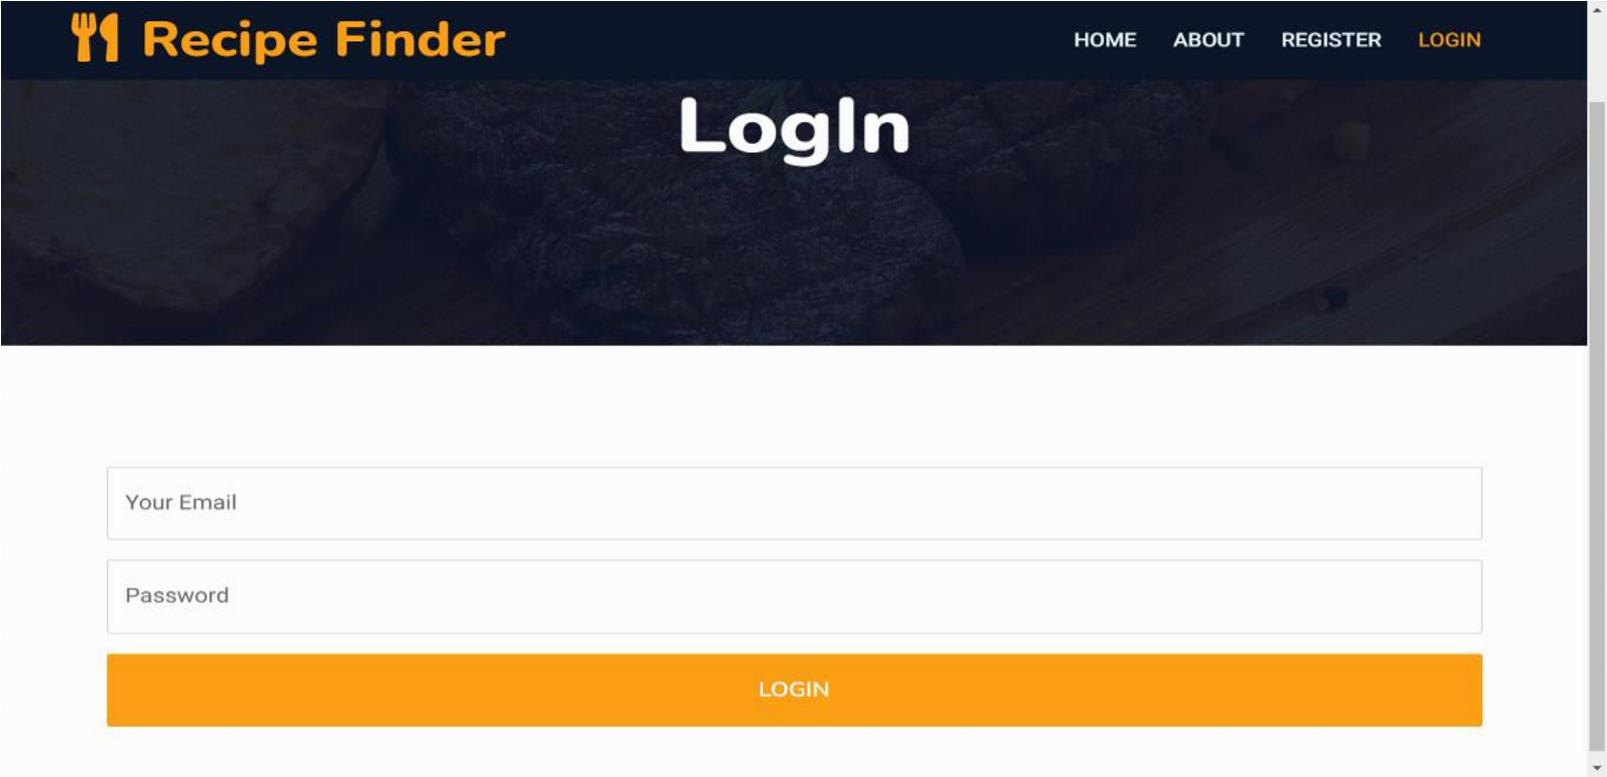 Recipe Finder
HOME ABOUT REGISTER LOGIN
LogIn
Your Email
Password
LOGIN